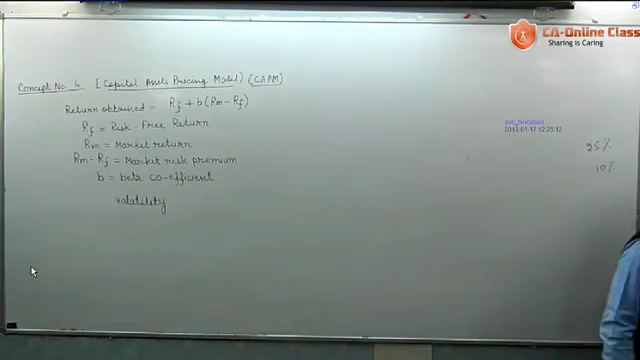 CA-Online Class
Sharing is Caring
Concept No. 6 [Capital Assets Pricing Model) (CAPM)
Return obtained = Rf + b (Rm - Rf)
Rf = Risk-Free Return
Rm = Market return
Rm - Rf = Market risk premium
b = beta co-efficient
volatility
2013-01-17 12:25:12
25%
10%